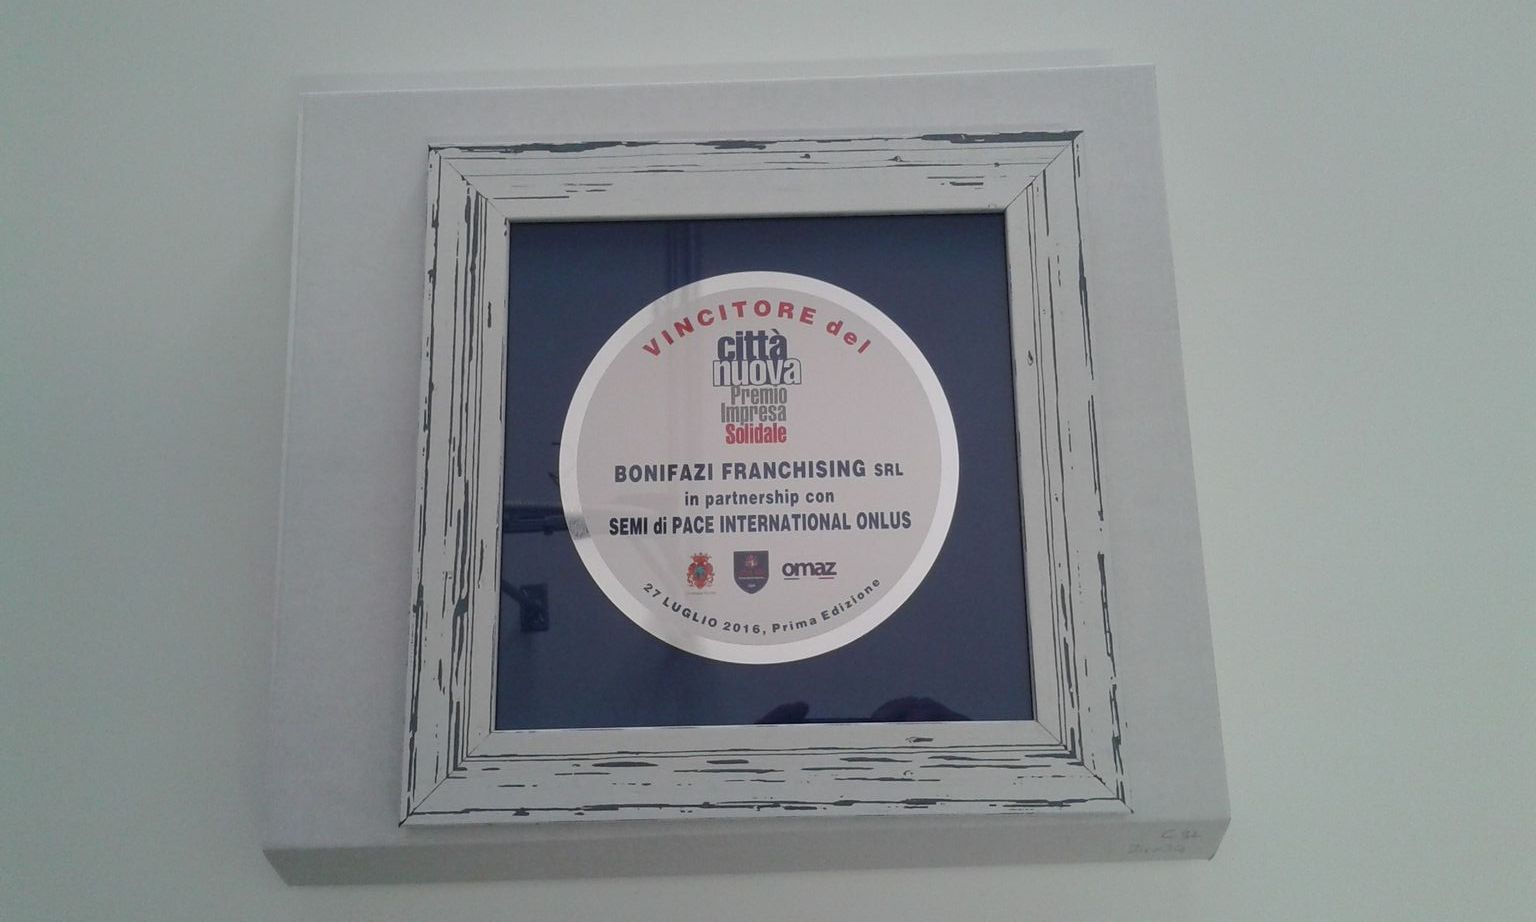 VINCITORE del
città
nuova
Premio
Impresa
Solidale
BONIFAZI FRANCHISING SRL
in partnership con
SEMI di PACE INTERNATIONAL ONLUS
omaz
27 LUGLIO 2016, Prima Edizione